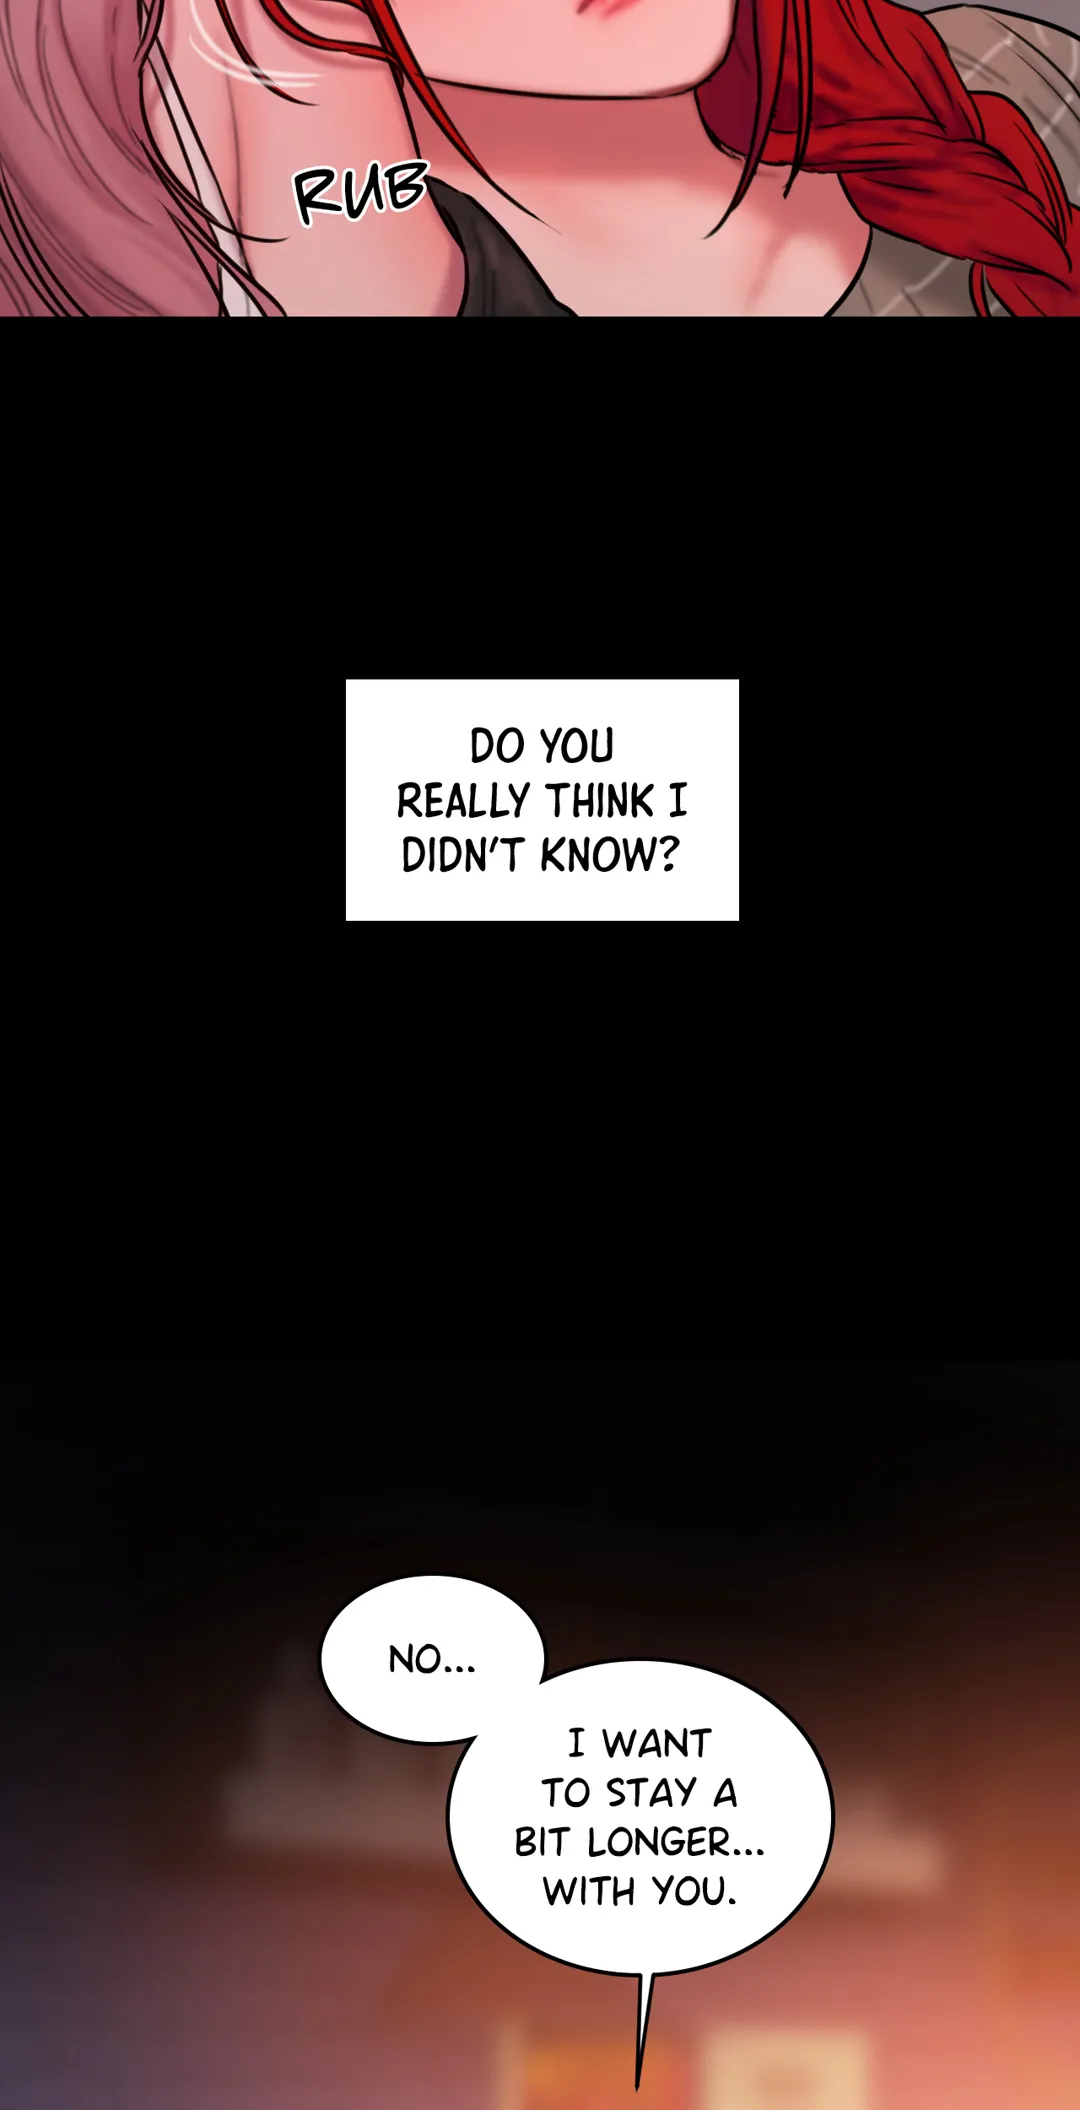 RUB
DO YOU
REALLY THINK I
DIDN'T KNOW?
NO...
I WANT
TO STAY A
BIT LONGER...
WITH YOU.